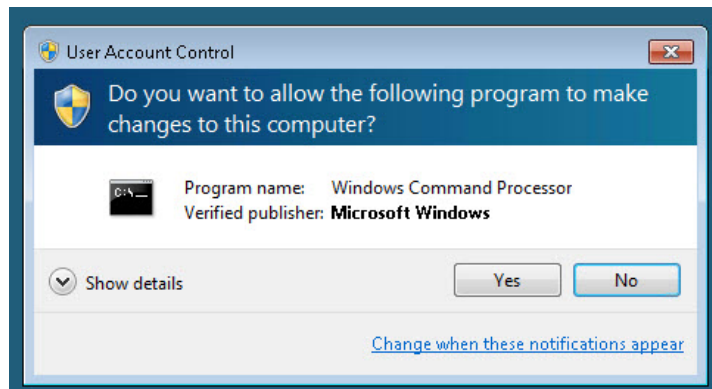 User Account Control
Do you want to allow the following program to make
changes to this computer?
C:\_
Program name: Windows Command Processor
Verified publisher: Microsoft Windows
Show details
Yes
No
Change when these notifications appear